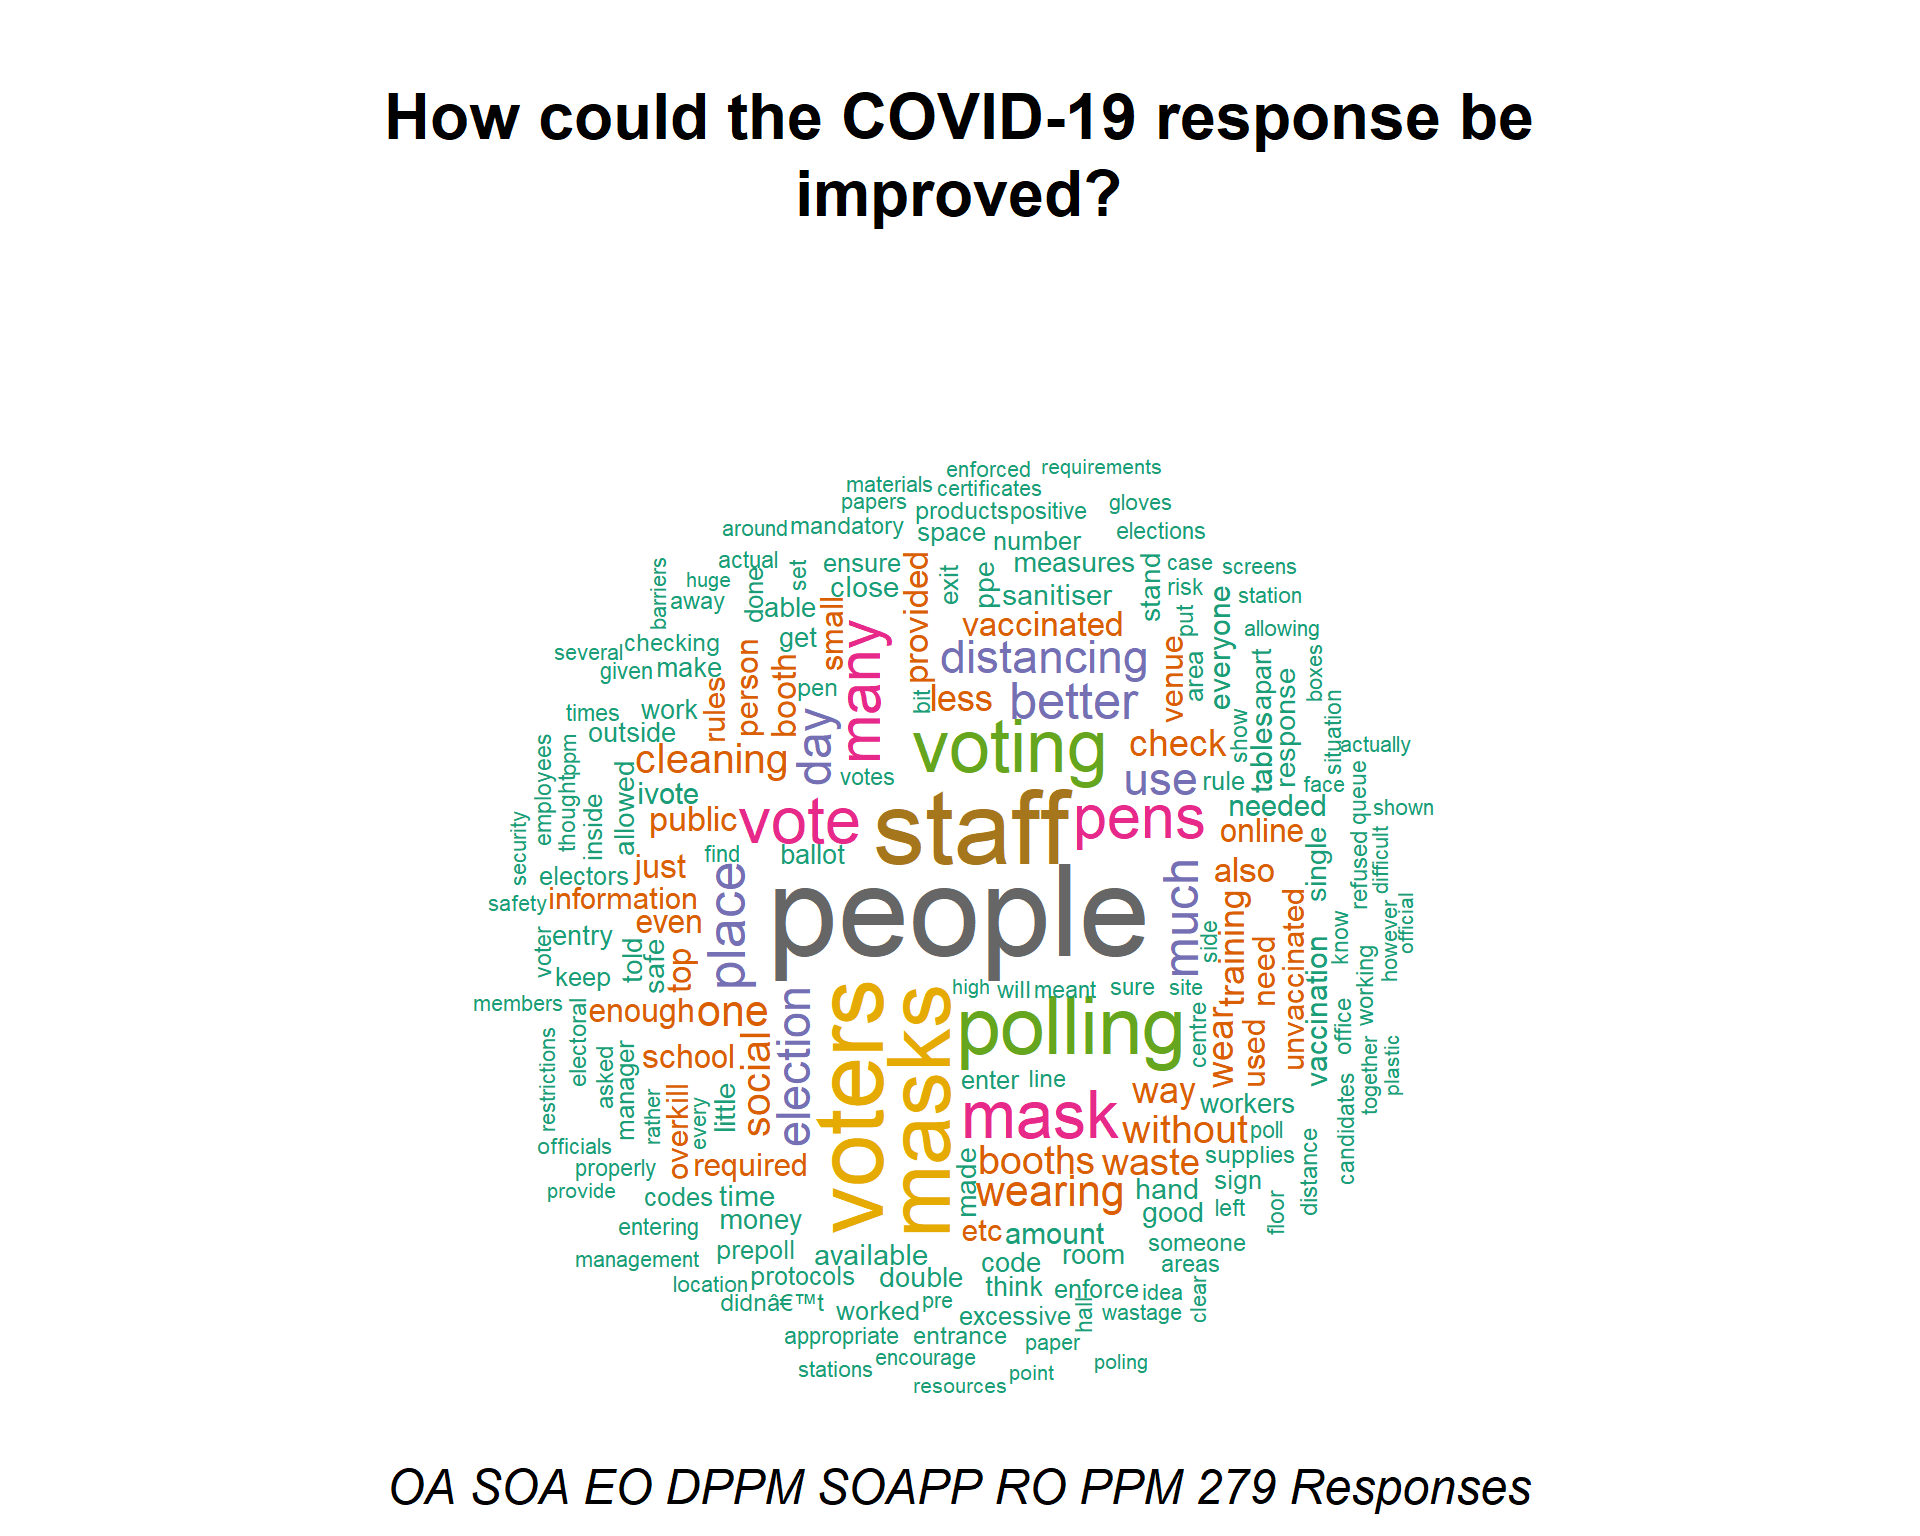 How could the COVID-19 response be
improved?
enforced requirements
materials certificates
papers products positive gloves
around mandatory space number elections
actual ensure measures case screens
barriers huge done set close provided exit ppe stand risk
away able small sanitiser put everyone station
several checking get many vaccinated venue allowing
given make person booth distancing area apart boxes
rules pen bit less better tables response
times work day show situation
outside voting check actually
employees ppm cleaning votes use rule face queue
thought allowed ivote needed shown
security inside public vote staff pens online
find ballot single refused difficult
electors just place much also
safety information even people training unvaccinated however official
voter entry told safe top side need know
keep high will meant sure site vaccination working
members enough one voters masks polling centre wear used office
electoral school social election
restrictions asked manager enter line way together plastic
rather overkill every little mask without workers poll candidates
officials required made booths waste supplies distance
properly wearing hand sign
provide codes time good left floor
entering money etc amount someone
management prepoll available code room areas
location protocols double think enforce idea clear
didnâ€™t worked pre excessive hall wastage
appropriate entrance paper
stations encourage point poling
resources
OA SOA EO DPPM SOAPP RO PPM 279 Responses